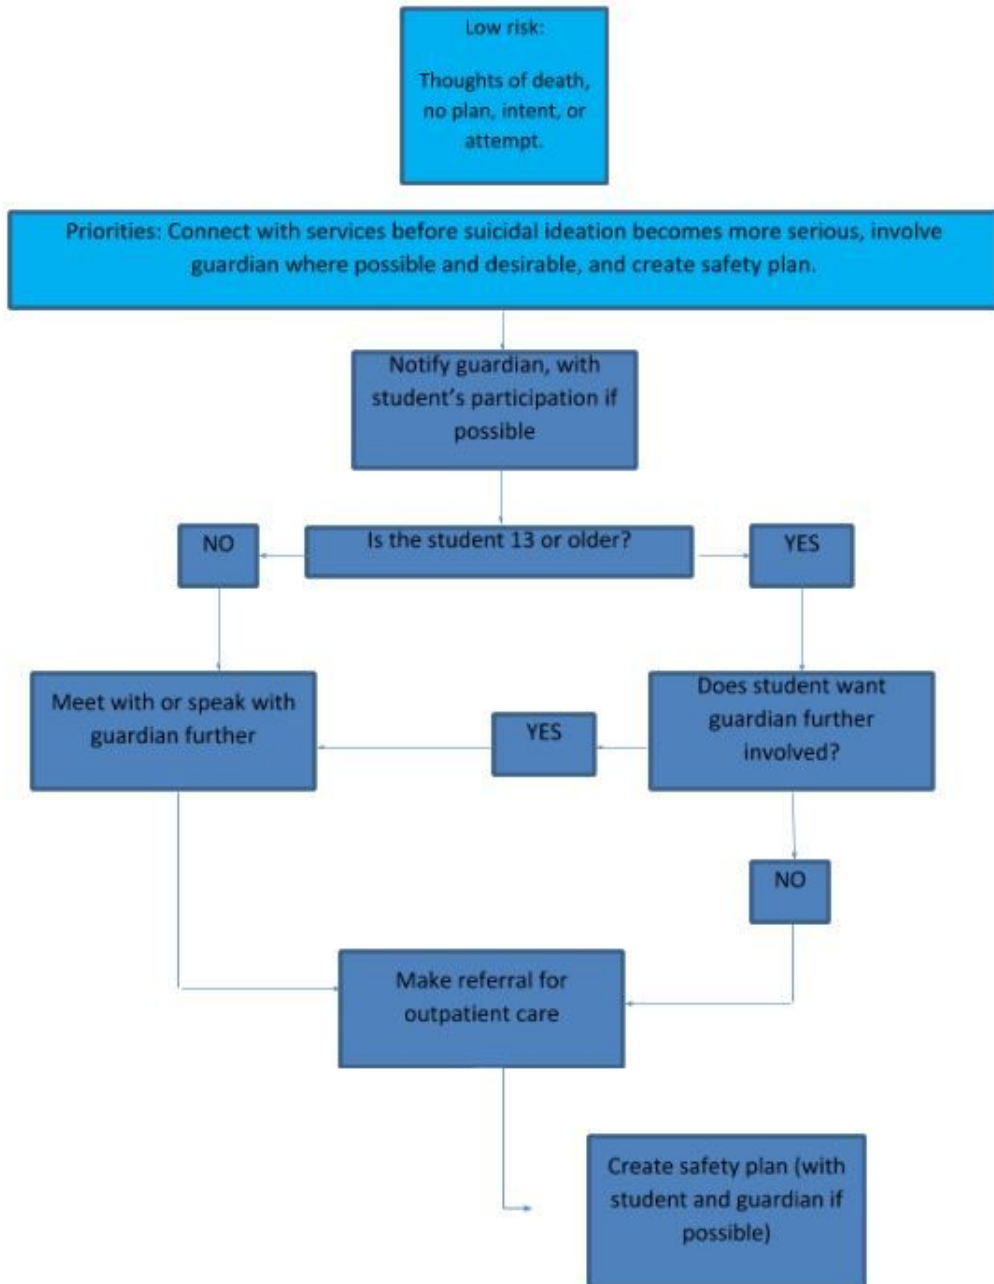 Low risk:
Thoughts of death,
no plan, intent, or
attempt.
Priorities: Connect with services before suicidal ideation becomes more serious, involve
guardian where possible and desirable, and create safety plan.
Notify guardian, with
student’s participation if
possible
Is the student 13 or older?
NO
YES
Meet with or speak with
guardian further
YES
Does student want
guardian further
involved?
NO
Make referral for
outpatient care
Create safety plan (with
student and guardian if
possible)